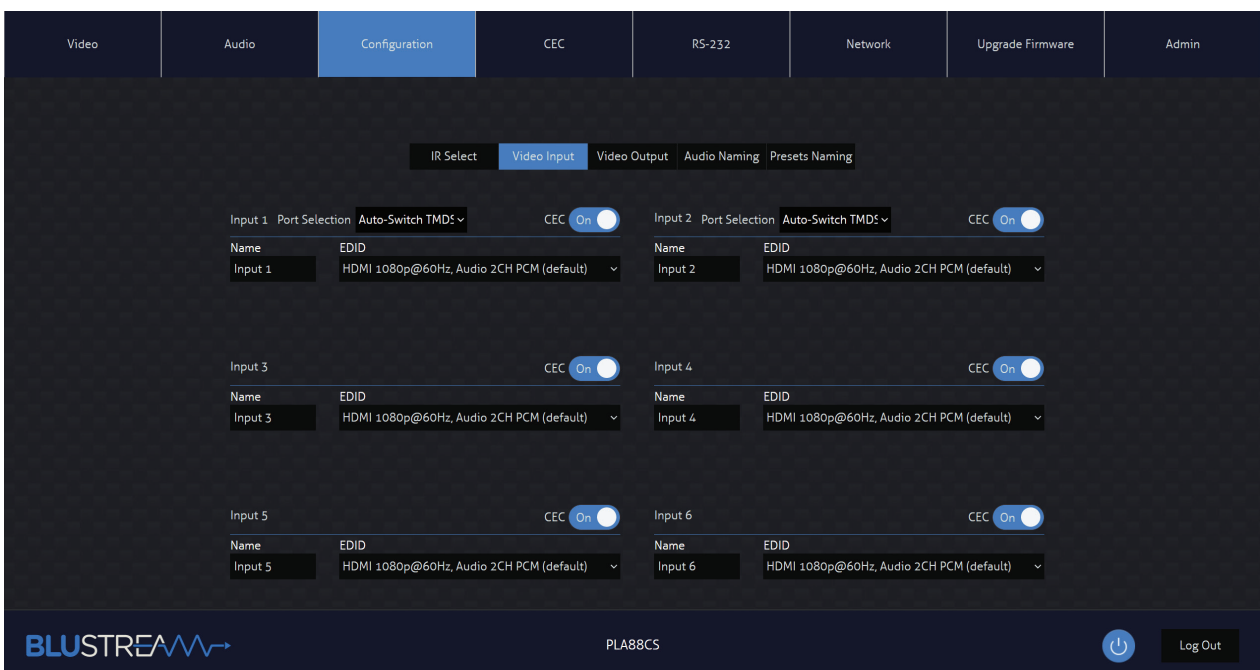 Video Audio Configuration CEC RS-232 Network Upgrade Firmware Admin
IR Select Video Input Video Output Audio Naming Presets Naming
Input 1 Port Selection Auto-Switch TMDS CEC On Input 2 Port Selection Auto-Switch TMDS CEC On
Name EDID Name EDID
Input 1 HDMI 1080p@60Hz, Audio 2CH PCM (default) Input 2 HDMI 1080p@60Hz, Audio 2CH PCM (default)
Input 3 CEC On Input 4 CEC On
Name EDID Name EDID
Input 3 HDMI 1080p@60Hz, Audio 2CH PCM (default) Input 4 HDMI 1080p@60Hz, Audio 2CH PCM (default)
Input 5 CEC On Input 6 CEC On
Name EDID Name EDID
Input 5 HDMI 1080p@60Hz, Audio 2CH PCM (default) Input 6 HDMI 1080p@60Hz, Audio 2CH PCM (default)
BLUSTREAM PLA88CS Log Out